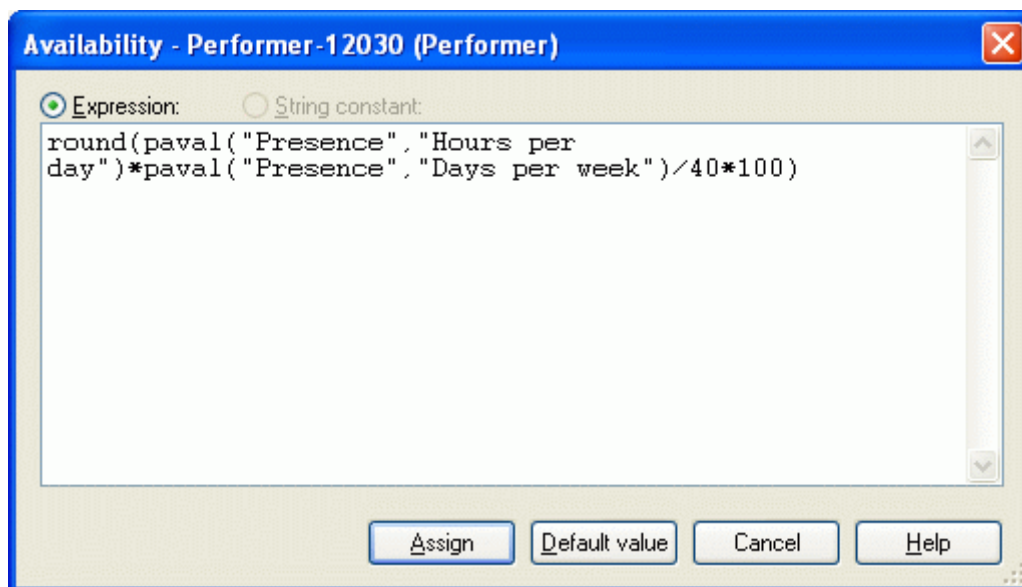 Availability - Performer-12030 (Performer)
Expression: String constant:
round(paval("Presence","Hours per
day")*paval("Presence","Days per week")/40*100)
Assign Default value Cancel Help